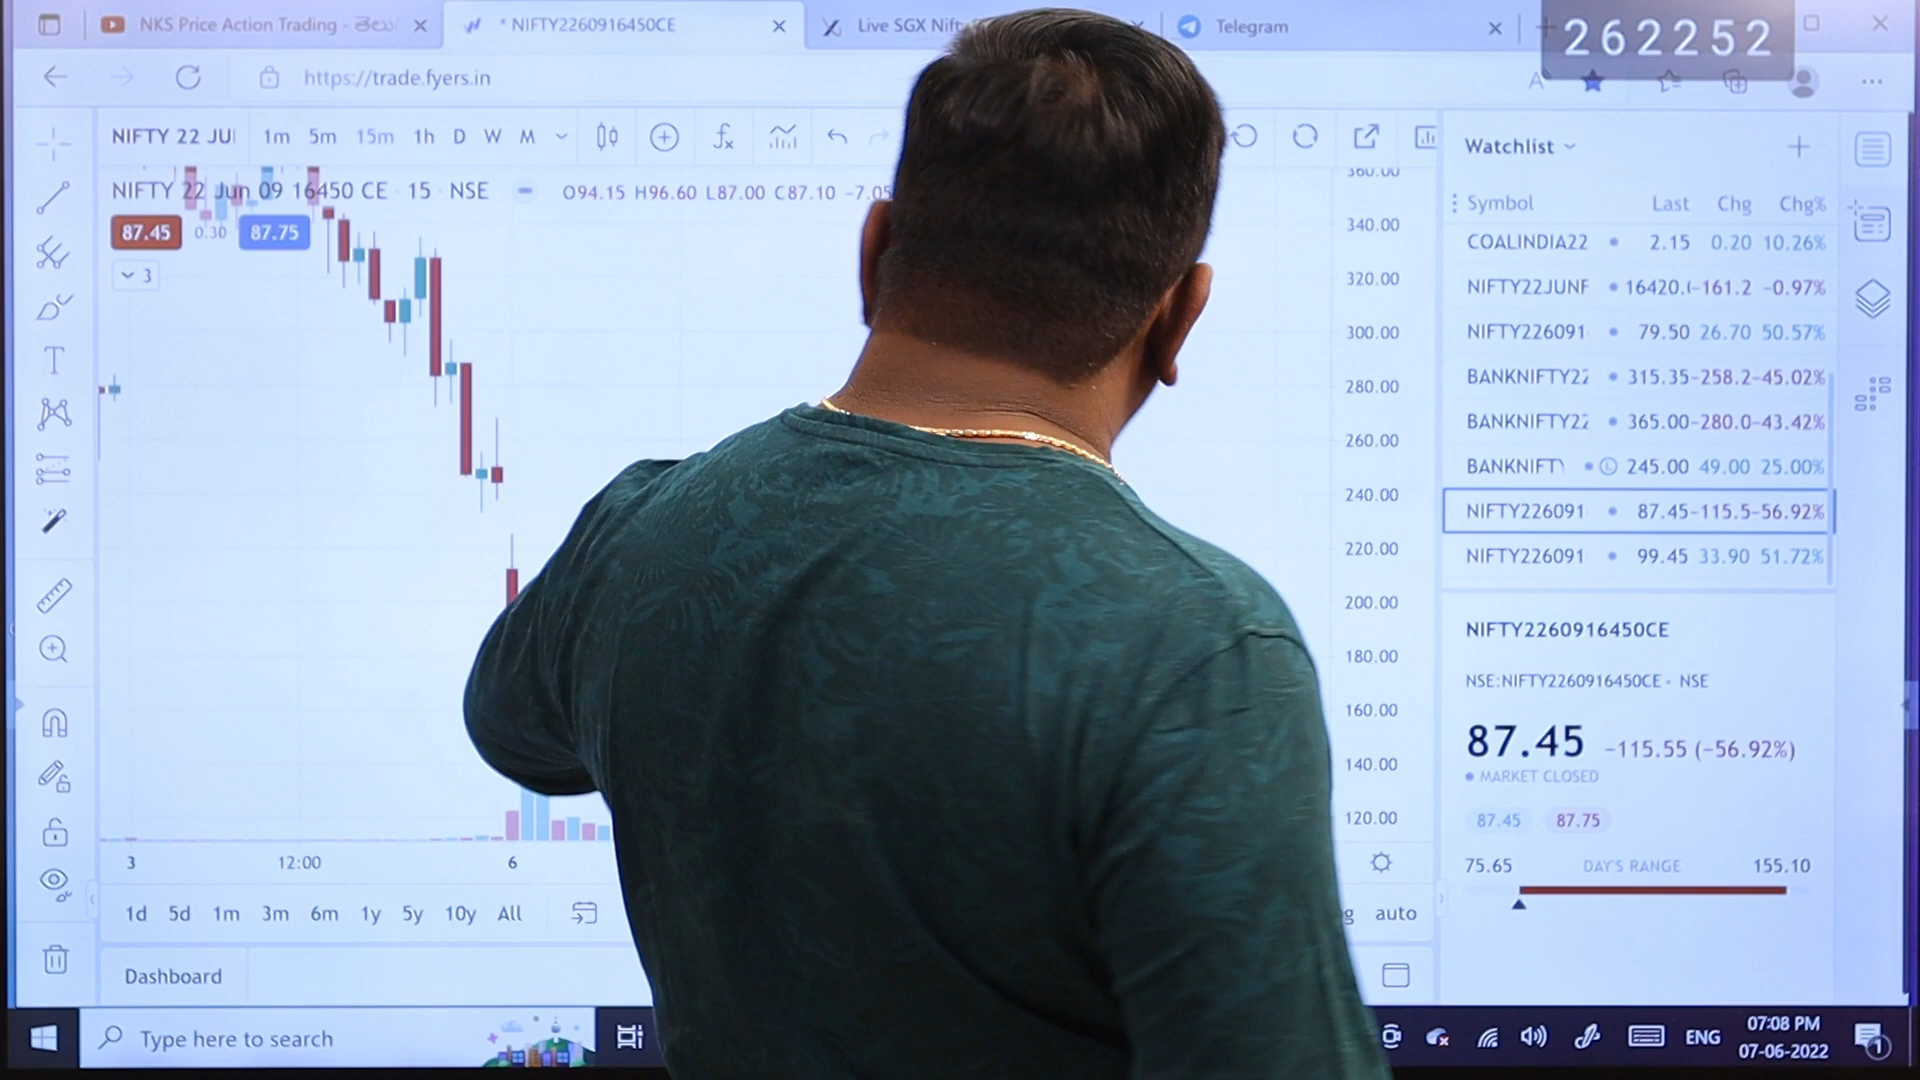 NKS Price Action Trading - తెలు
* NIFTY2260916450CE
Live SGX Nift
Telegram
262252
https://trade.fyers.in
NIFTY 22 JU
1m 5m 15m 1h D W M
NIFTY 22 Jun 09 16450 CE 15 NSE
O94.15 H96.60 L87.00 C87.10 -7.05
87.45 0.30 87.75
3
360.00
340.00
320.00
300.00
280.00
260.00
240.00
220.00
200.00
180.00
160.00
140.00
120.00
3 12:00 6
1d 5d 1m 3m 6m 1y 5y 10y All
g auto
Dashboard
Watchlist
Symbol Last Chg Chg%
COALINDIA22 2.15 0.20 10.26%
NIFTY22JUNF 16420.( -161.2 -0.97%
NIFTY226091 79.50 26.70 50.57%
BANKNIFTY22 315.35 -258.2 -45.02%
BANKNIFTY22 365.00 -280.0 -43.42%
BANKNIFTY 245.00 49.00 25.00%
NIFTY226091 87.45 -115.5 -56.92%
NIFTY226091 99.45 33.90 51.72%
NIFTY2260916450CE
NSE:NIFTY2260916450CE • NSE
87.45 -115.55 (-56.92%)
MARKET CLOSED
87.45 87.75
75.65 DAY'S RANGE 155.10
Type here to search
ENG
07:08 PM
07-06-2022
1